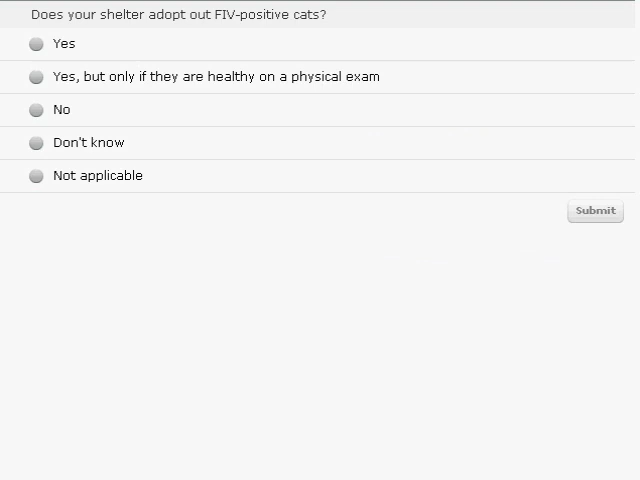 Does your shelter adopt out FIV-positive cats?
Yes
Yes, but only if they are healthy on a physical exam
No
Don't know
Not applicable
Submit